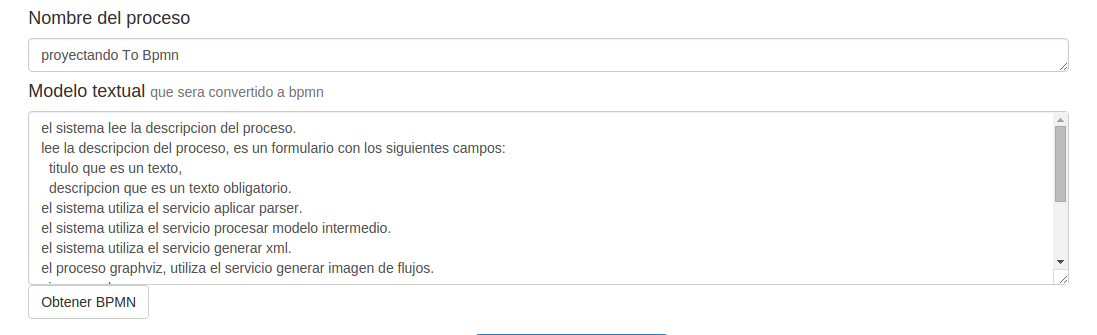 Nombre del proceso
proyectando To Bpmn
Modelo textual que sera convertido a bpmn
el sistema lee la descripcion del proceso.
lee la descripcion del proceso, es un formulario con los siguientes campos:
titulo que es un texto,
descripcion que es un texto obligatorio.
el sistema utiliza el servicio aplicar parser.
el sistema utiliza el servicio procesar modelo intermedio.
el sistema utiliza el servicio generar xml.
el proceso graphviz, utiliza el servicio generar imagen de flujos.
Obtener BPMN